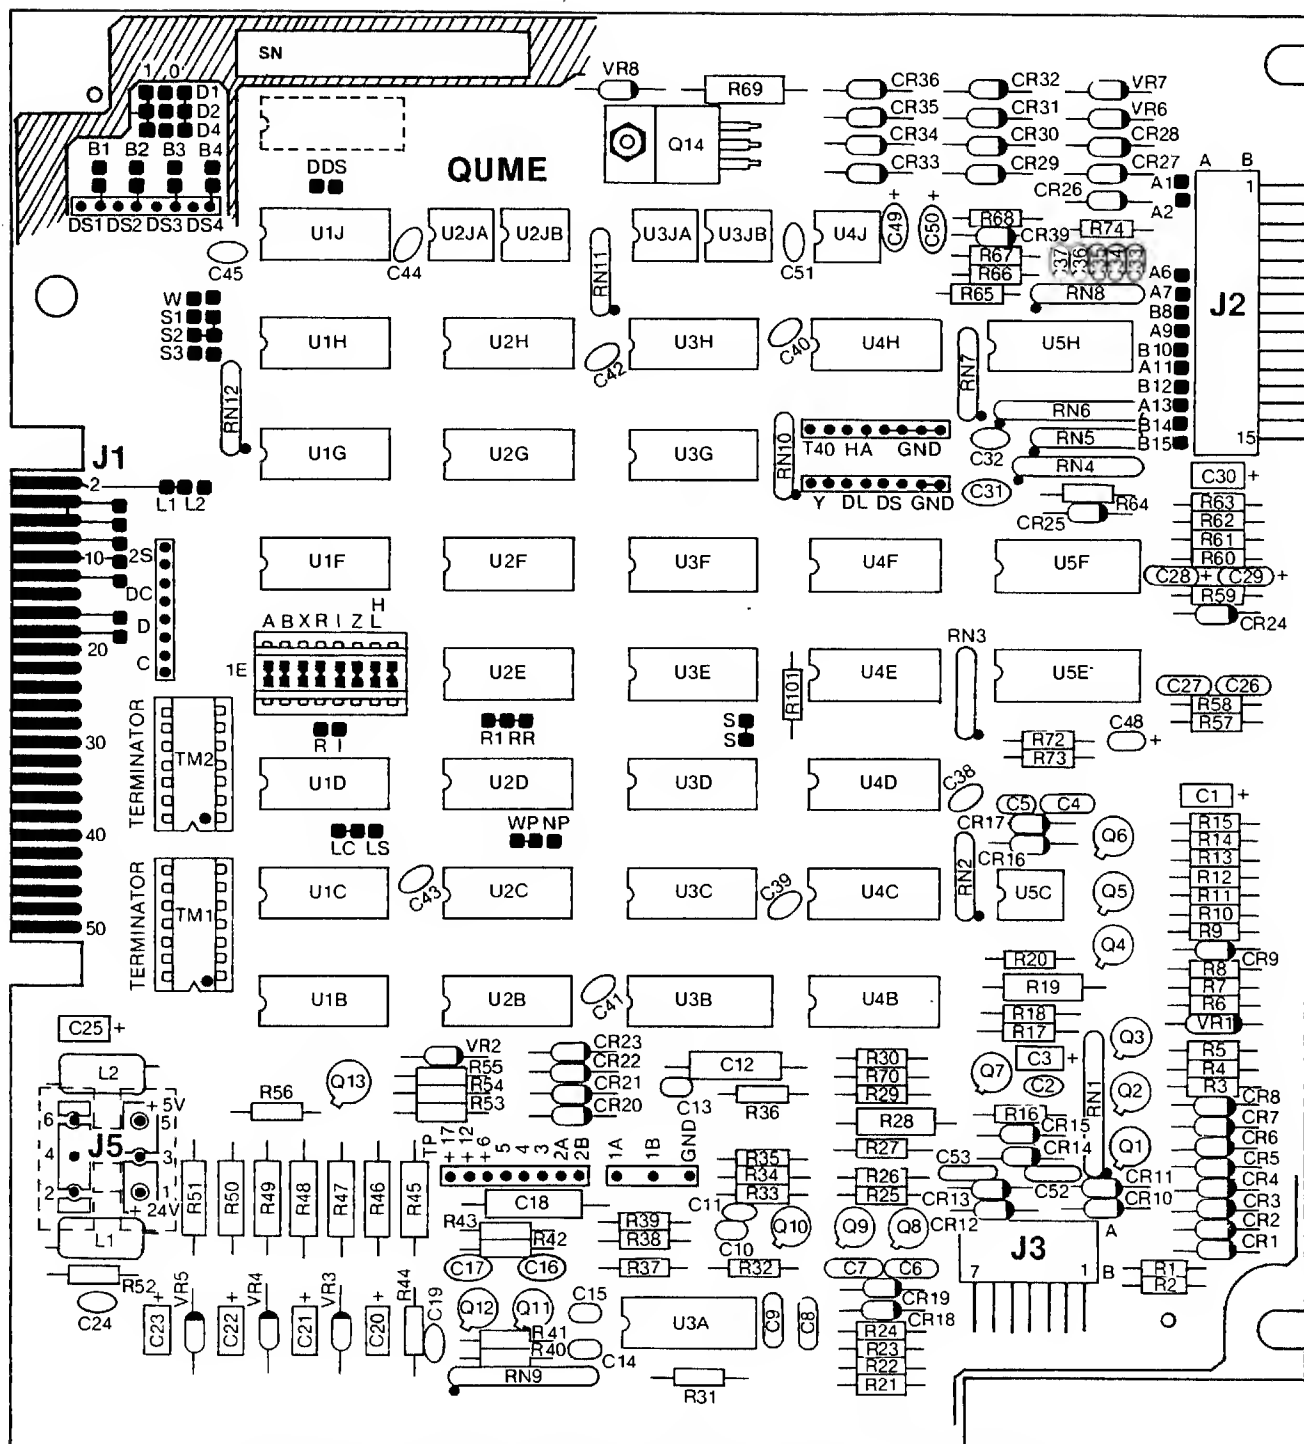 SN
1 0
D1
D2
D4
B1 B2 B3 B4
DS1 DS2 DS3 DS4
DDS
QUME
VR8
R69
Q14
CR36
CR35
CR34
CR33
CR32
CR31
CR30
CR29
VR7
VR6
CR28
CR27
CR26
A B
A1
A2
1
R68
CR39
R67
R66
R65
R74
C37
C36
C35
C34
C33
RN8
U1J
U2JA
U2JB
U3JA
U3JB
U4J
C49 +
C50 +
C45
C44
RN11
C51
A6
A7
B8
A9
B10
A11
B12
A13
B14
B15
J2
15
W
S1
S2
S3
RN12
U1H
U2H
U3H
U4H
U5H
C42
C40
RN7
RN6
RN5
RN4
J1
2
L1 L2
U1G
U2G
U3G
RN10
T40 HA GND
Y DL DS GND
C32
C31
C30 +
R64
CR25
R63
R62
R61
R60
C28 +
C29 +
R59
CR24
10
20
30
40
50
2S
DC
D
C
U1F
U2F
U3F
U4F
U5F
A B X R I Z H L
1E
R I
U2E
U3E
R101
U4E
RN3
U5E
C27
C26
R58
R57
R1 RR
S
S
C48 +
R72
R73
TERMINATOR
TM2
U1D
U2D
U3D
U4D
C38
C5
C4
CR17
CR16
Q6
C1 +
R15
R14
R13
R12
R11
R10
R9
CR9
R8
R7
R6
VR1
R5
R4
R3
LC LS
WP NP
TERMINATOR
TM1
U1C
C43
U2C
U3C
C39
U4C
RN2
U5C
Q5
Q4
R20
R19
R18
R17
U1B
U2B
C41
U3B
U4B
C25 +
L2
R56
Q13
VR2
R55
R54
R53
CR23
CR22
CR21
CR20
C12
C13
R36
R30
R70
R29
R28
R27
R26
R25
Q7
C3 +
C2
RN1
Q3
Q2
Q1
R16
CR15
CR14
C53
C52
CR13
CR12
CR11
CR10
CR8
CR7
CR6
CR5
CR4
CR3
CR2
CR1
J5
+ 5V
6 5
4 3
2 1
+ 24V
L1
R52
C24
R51
R50
R49
R48
R47
R46
R45
TP
+17
+12
+6
5
4
3
2A
2B
1A
1B
GND
C18
R43
R42
C17
C16
R39
R38
R37
R35
R34
R33
C11
C10
R32
Q10
Q9
Q8
C7
C6
CR19
CR18
J3
7 1
A
B
R1
R2
C23 +
VR5
C22 +
VR4
C21 +
VR3
C20 +
R44
C19
Q12
Q11
R41
R40
C15
C14
RN9
U3A
C9
C8
R31
R24
R23
R22
R21